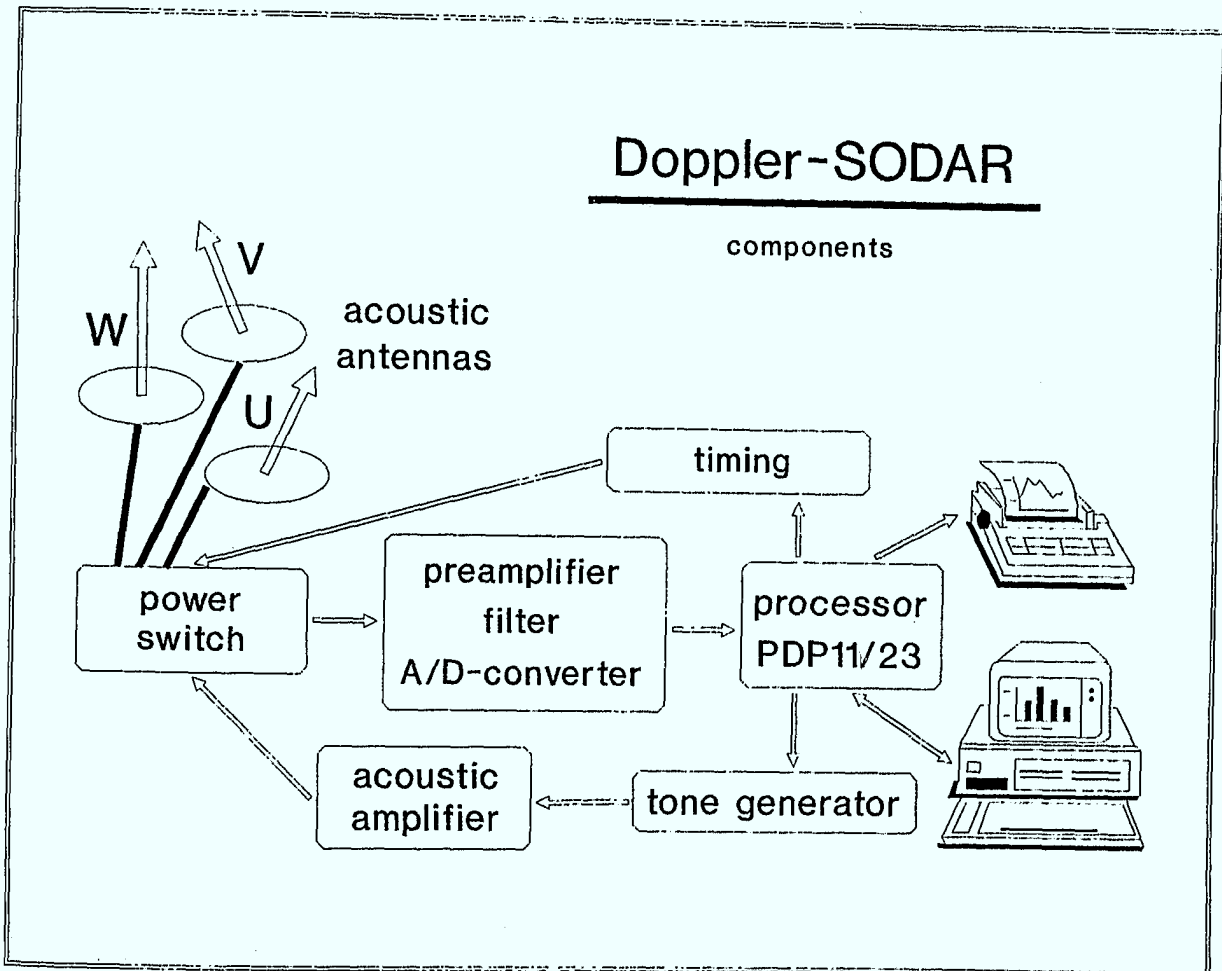 Doppler-SODAR
components
V
W
U
acoustic
antennas
timing
power
switch
preamplifier
filter
A/D-converter
processor
PDP11/23
acoustic
amplifier
tone generator